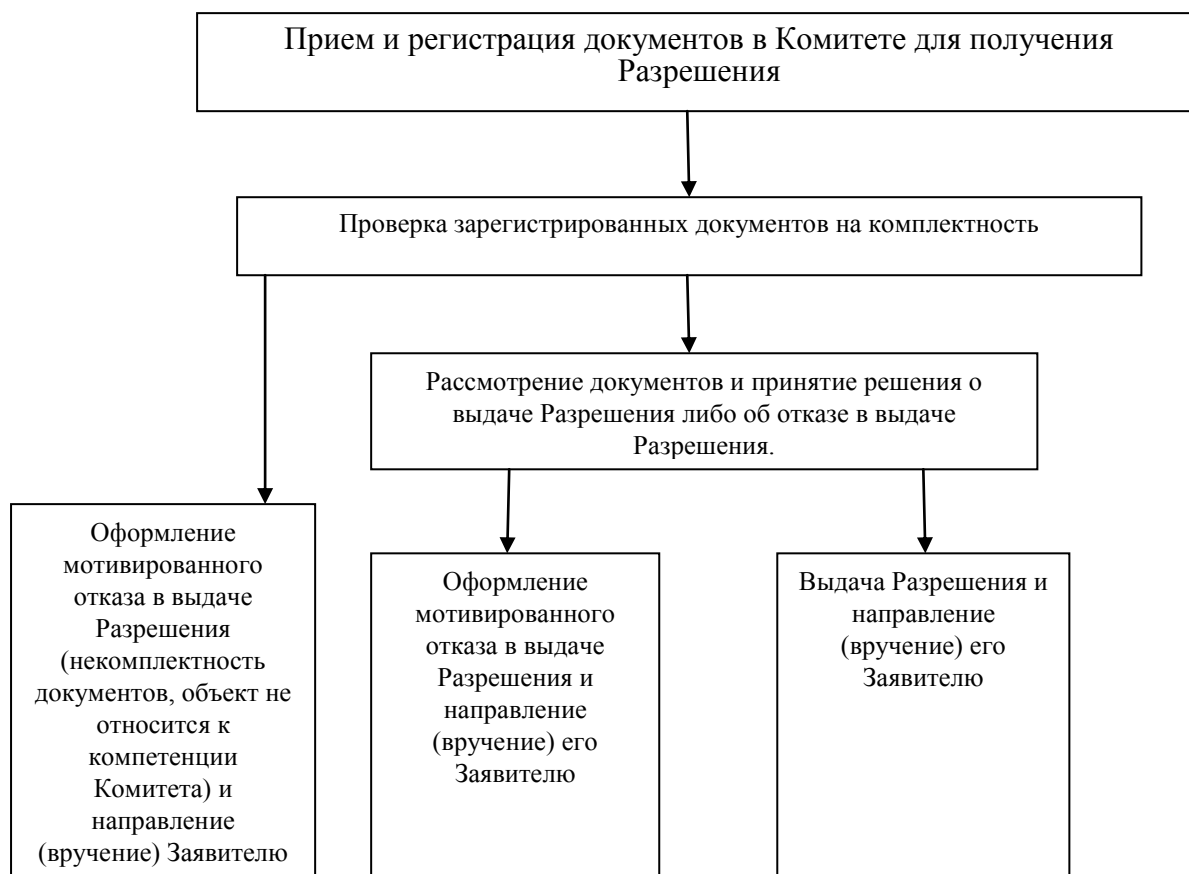 Прием и регистрация документов в Комитете для получения
Разрешения
Проверка зарегистрированных документов на комплектность
Рассмотрение документов и принятие решения о
выдаче Разрешения либо об отказе в выдаче
Разрешения.
Оформление
мотивированного
отказа в выдаче
Разрешения
(некомплектность
документов, объект не
относится к
компетенции
Комитета) и
направление
(вручение) Заявителю
Оформление
мотивированного
отказа в выдаче
Разрешения и
направление
(вручение) его
Заявителю
Выдача Разрешения и
направление
(вручение) его
Заявителю